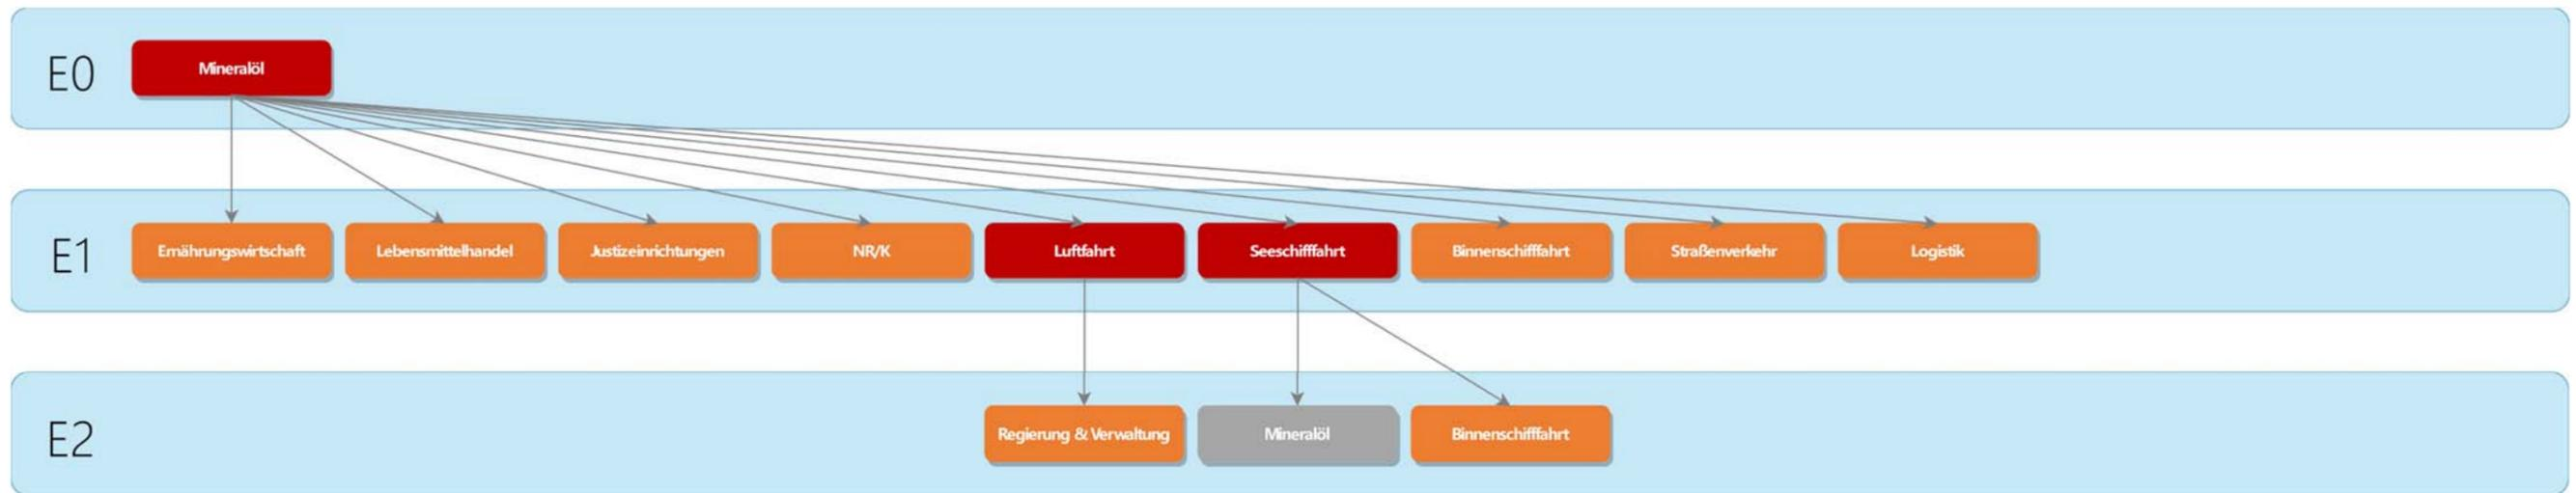 E0
Mineralöl
E1
Ernährungswirtschaft
Lebensmittelhandel
Justizeinrichtungen
NR/K
Luftfahrt
Seeschifffahrt
Binnenschifffahrt
Straßenverkehr
Logistik
E2
Regierung & Verwaltung
Mineralöl
Binnenschifffahrt